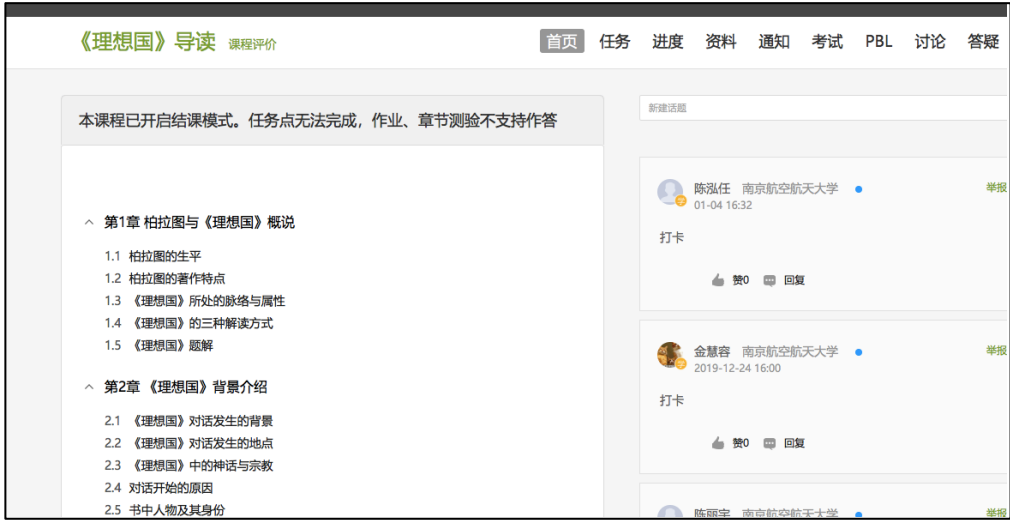 《理想国》导读 课程评价
首页 任务 进度 资料 通知 考试 PBL 讨论 答疑
本课程已开启结课模式。任务点无法完成，作业、章节测验不支持作答
第1章 柏拉图与《理想国》概说
1.1 柏拉图的生平
1.2 柏拉图的著作特点
1.3 《理想国》所处的脉络与属性
1.4 《理想国》的三种解读方式
1.5 《理想国》题解
第2章 《理想国》背景介绍
2.1 《理想国》对话发生的背景
2.2 《理想国》对话发生的地点
2.3 《理想国》中的神话与宗教
2.4 对话开始的原因
2.5 书中人物及其身份
新建话题
陈泓任 南京航空航天大学 举报
01-04 16:32
打卡
赞0 回复
金慧容 南京航空航天大学 举报
2019-12-24 16:00
打卡
赞0 回复
陈丽宇 南京航空航天大学 举报